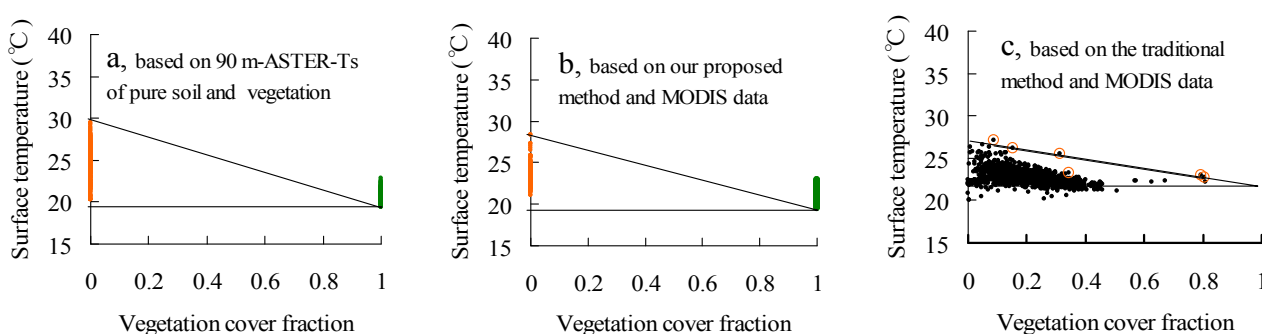 Surface temperature (℃)
40
35
30
25
20
15
a, based on 90 m-ASTER-Ts
of pure soil and vegetation
0 0.2 0.4 0.6 0.8 1
Vegetation cover fraction
Surface temperature (℃)
40
35
30
25
20
15
b, based on our proposed
method and MODIS data
0 0.2 0.4 0.6 0.8 1
Vegetation cover fraction
Surface temperature (℃)
40
35
30
25
20
15
c, based on the traditional
method and MODIS data
0 0.2 0.4 0.6 0.8 1
Vegetation cover fraction